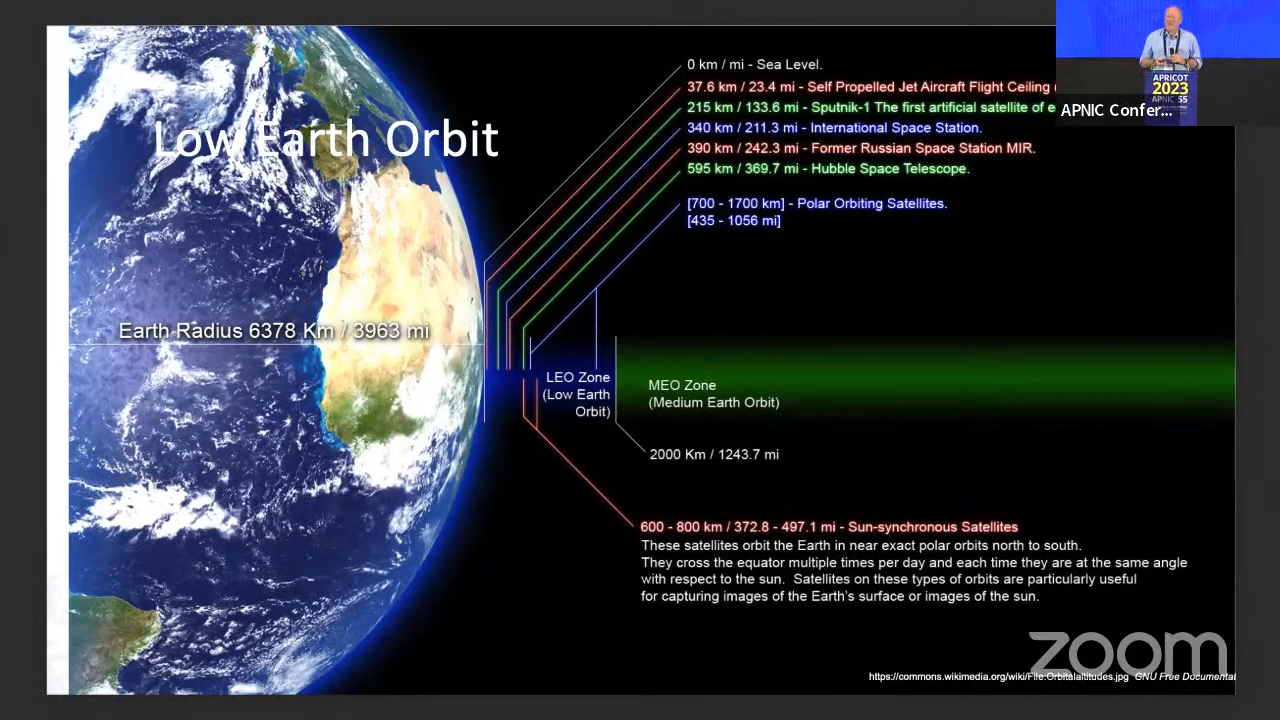 Low Earth Orbit
Earth Radius 6378 Km / 3963 mi
0 km / mi - Sea Level.
37.6 km / 23.4 mi - Self Propelled Jet Aircraft Flight Ceiling
215 km / 133.6 mi - Sputnik-1 The first artificial satellite of e
340 km / 211.3 mi - International Space Station.
390 km / 242.3 mi - Former Russian Space Station MIR.
595 km / 369.7 mi - Hubble Space Telescope.
[700 - 1700 km] - Polar Orbiting Satellites.
[435 - 1056 mi]
LEO Zone
(Low Earth
Orbit)
MEO Zone
(Medium Earth Orbit)
2000 Km / 1243.7 mi
600 - 800 km / 372.8 - 497.1 mi - Sun-synchronous Satellites
These satellites orbit the Earth in near exact polar orbits north to south.
They cross the equator multiple times per day and each time they are at the same angle
with respect to the sun. Satellites on these types of orbits are particularly useful
for capturing images of the Earth's surface or images of the sun.
APRICOT
2023
APNIC 55
APNIC Confer...
zoom
https://commons.wikimedia.org/wiki/File:Orbitalaltitudes.jpg GNU Free Documentat